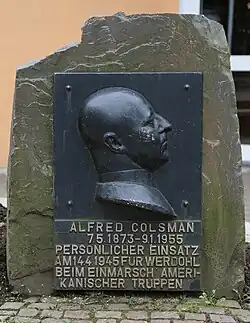 ALFRED COLSMAN
7.5.1873-9.1.1955
PERSÖNLICHER EINSATZ
AM 14.4.1945 FÜR WERDOHL
BEIM EINMARSCH AMERI-
KANISCHER TRUPPEN